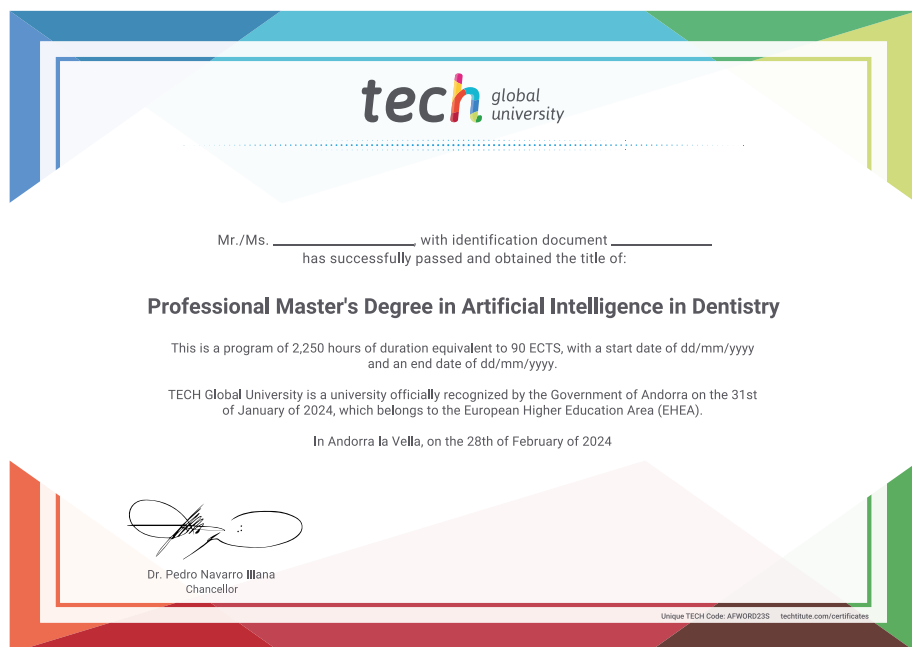 tech global
university
Mr./Ms. ________________, with identification document ____________
has successfully passed and obtained the title of:
Professional Master's Degree in Artificial Intelligence in Dentistry
This is a program of 2,250 hours of duration equivalent to 90 ECTS, with a start date of dd/mm/yyyy
and an end date of dd/mm/yyyy.
TECH Global University is a university officially recognized by the Government of Andorra on the 31st
of January of 2024, which belongs to the European Higher Education Area (EHEA).
In Andorra la Vella, on the 28th of February of 2024
Dr. Pedro Navarro Illana
Chancellor
Unique TECH Code: AFWORD23S techtitute.com/certificates